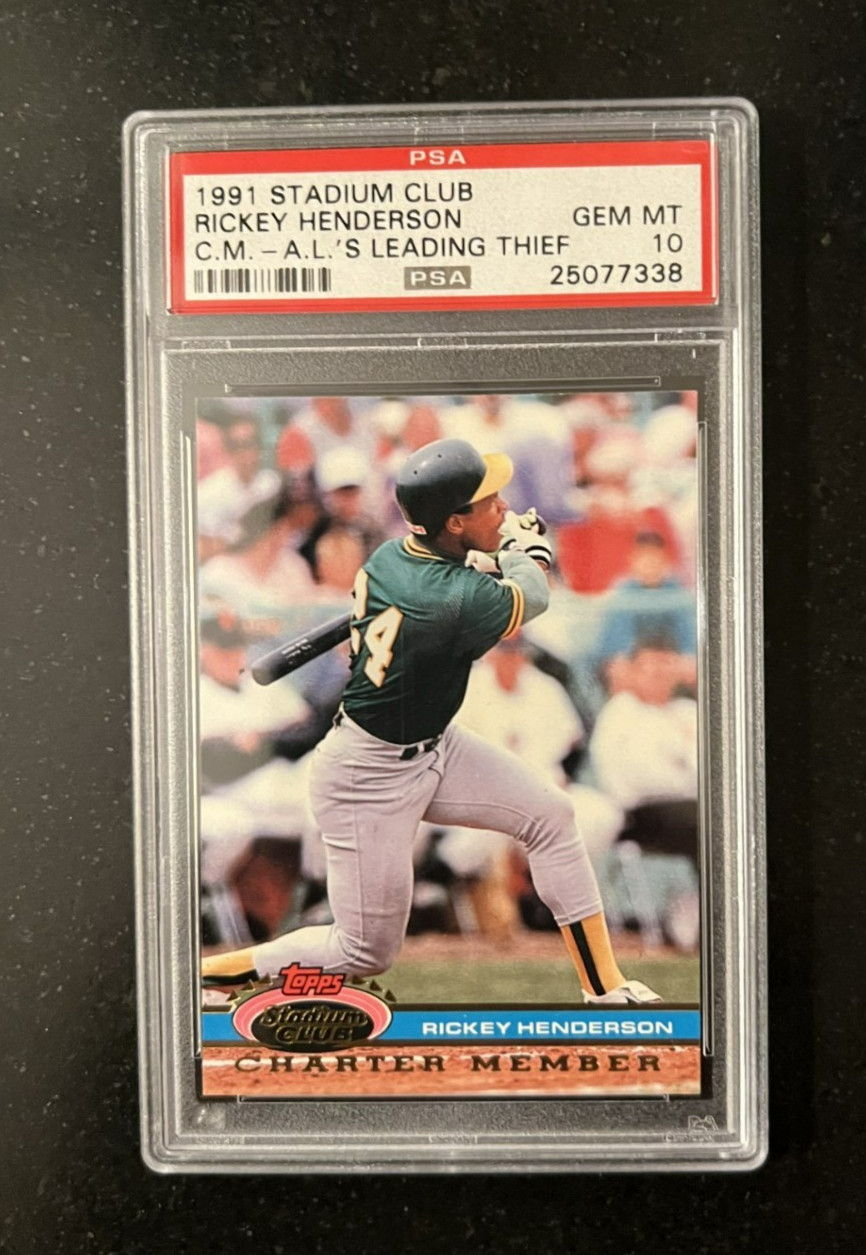 PSA
1991 STADIUM CLUB
RICKEY HENDERSON GEM MT
C.M. - A.L.'S LEADING THIEF 10
PSA 25077338
24
Topps
Stadium
CLUB
RICKEY HENDERSON
CHARTER MEMBER